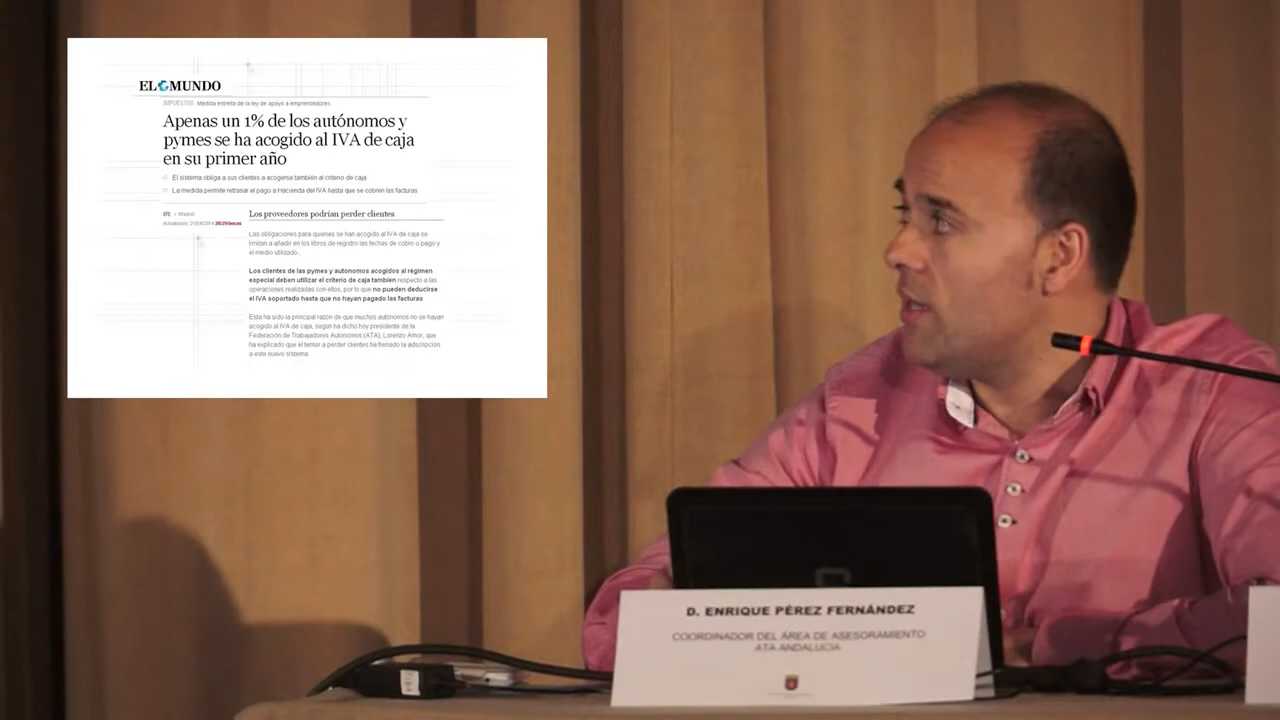 EL MUNDO
IMPUESTOS Medida estrella de la ley de apoyo a emprendedores
Apenas un 1% de los autónomos y
pymes se ha acogido al IVA de caja
en su primer año
El sistema obliga a sus clientes a acogerse también al criterio de caja
La medida permite retrasar el pago a Hacienda del IVA hasta que se cobren las facturas
EFE > Madrid
Actualizado 21/04/2014 20:29 horas
Los proveedores podrían perder clientes
Las obligaciones para quienes se han acogido al IVA de caja se
limitan a añadir en los libros de registro las fechas de cobro o pago y
el medio utilizado.
Los clientes de las pymes y autónomos acogidos al régimen
especial deben utilizar el criterio de caja también respecto a las
operaciones realizadas con ellos, por lo que no pueden deducirse
el IVA soportado hasta que no hayan pagado las facturas
Esta ha sido la principal razón de que muchos autónomos no se hayan
acogido al IVA de caja, según ha dicho hoy presidente de la
Federación de Trabajadores Autónomos (ATA), Lorenzo Amor, que
ha explicado que el temor a perder clientes ha frenado la adscripción
a este nuevo sistema.
D. ENRIQUE PÉREZ FERNÁNDEZ
COORDINADOR DEL ÁREA DE ASESORAMIENTO
ATA ANDALUCÍA